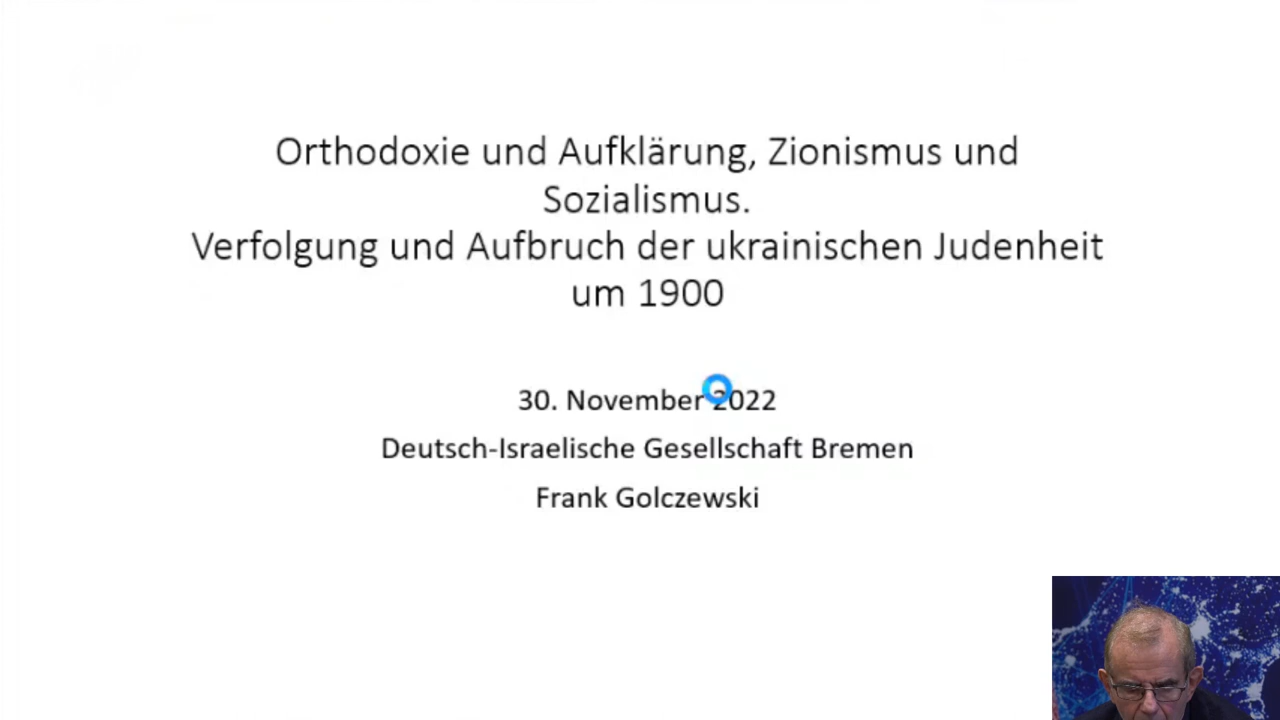 Orthodoxie und Aufklärung, Zionismus und
Sozialismus.
Verfolgung und Aufbruch der ukrainischen Judenheit
um 1900
30. November 2022
Deutsch-Israelische Gesellschaft Bremen
Frank Golczewski